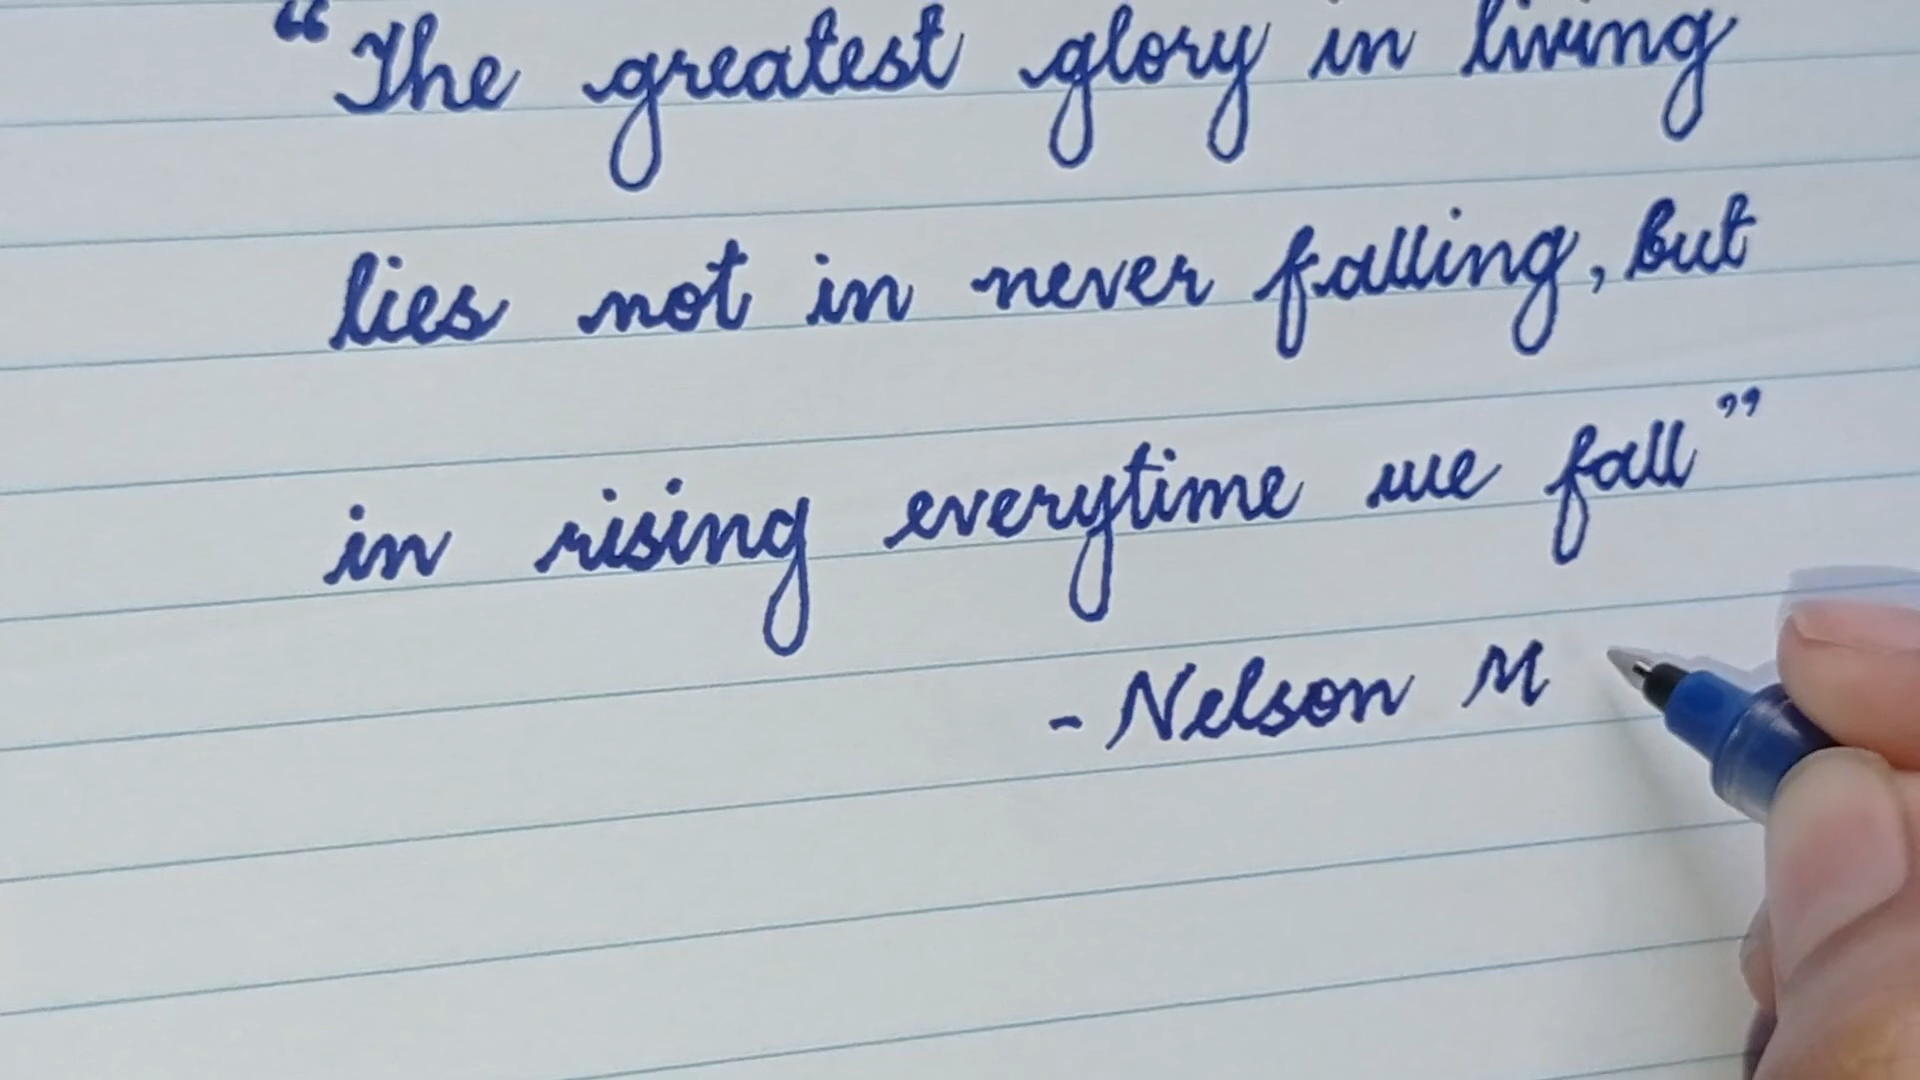 “The greatest glory in living
lies not in never falling, but
in rising everytime we fall”
- Nelson M